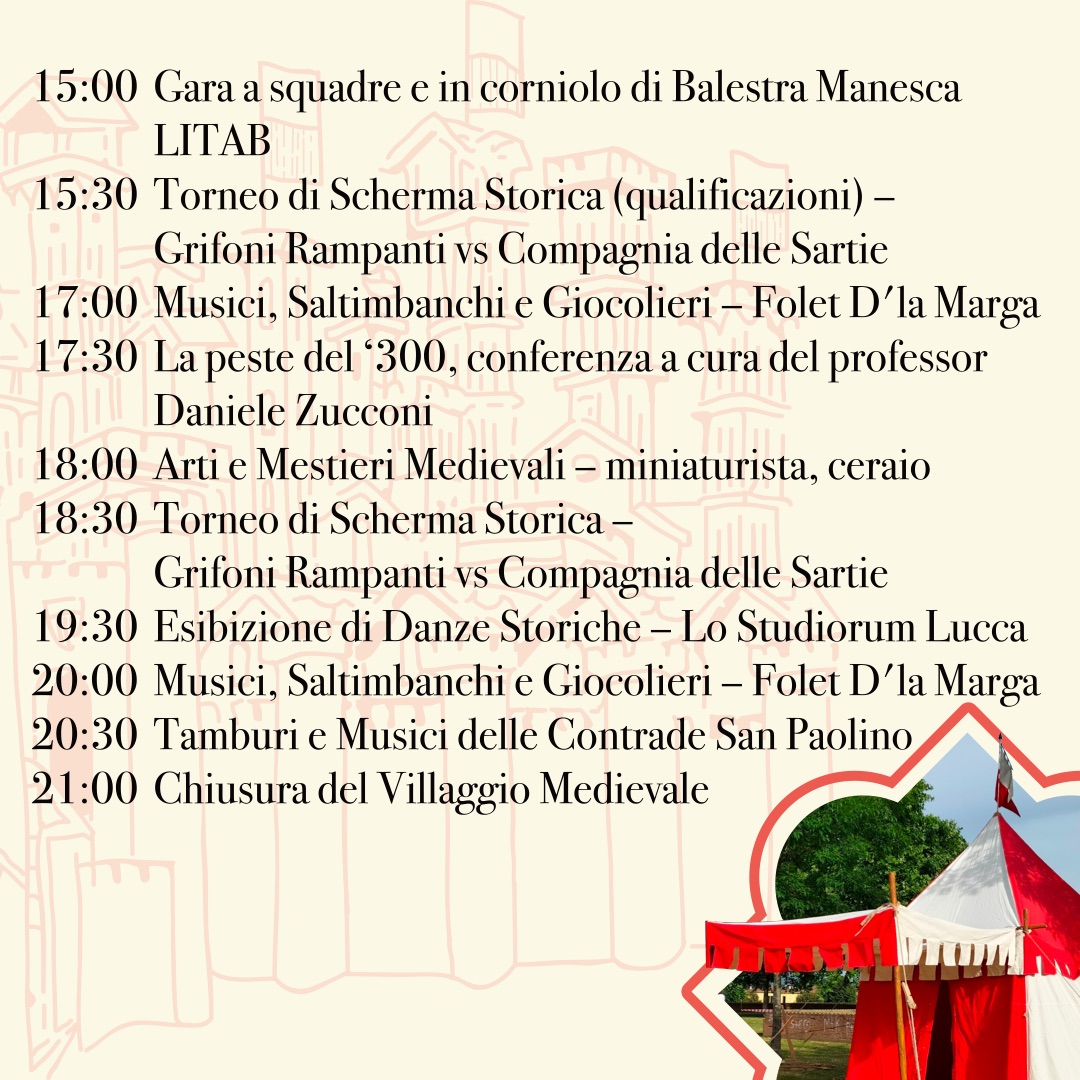 15:00 Gara a squadre e in corniolo di Balestra Manesca
LITAB
15:30 Torneo di Scherma Storica (qualificazioni) –
Grifoni Rampanti vs Compagnia delle Sartie
17:00 Musici, Saltimbanchi e Giocolieri – Folet D'la Marga
17:30 La peste del ‘300, conferenza a cura del professor
Daniele Zucconi
18:00 Arti e Mestieri Medievali – miniaturista, ceraio
18:30 Torneo di Scherma Storica –
Grifoni Rampanti vs Compagnia delle Sartie
19:30 Esibizione di Danze Storiche – Lo Studiorum Lucca
20:00 Musici, Saltimbanchi e Giocolieri – Folet D'la Marga
20:30 Tamburi e Musici delle Contrade San Paolino
21:00 Chiusura del Villaggio Medievale